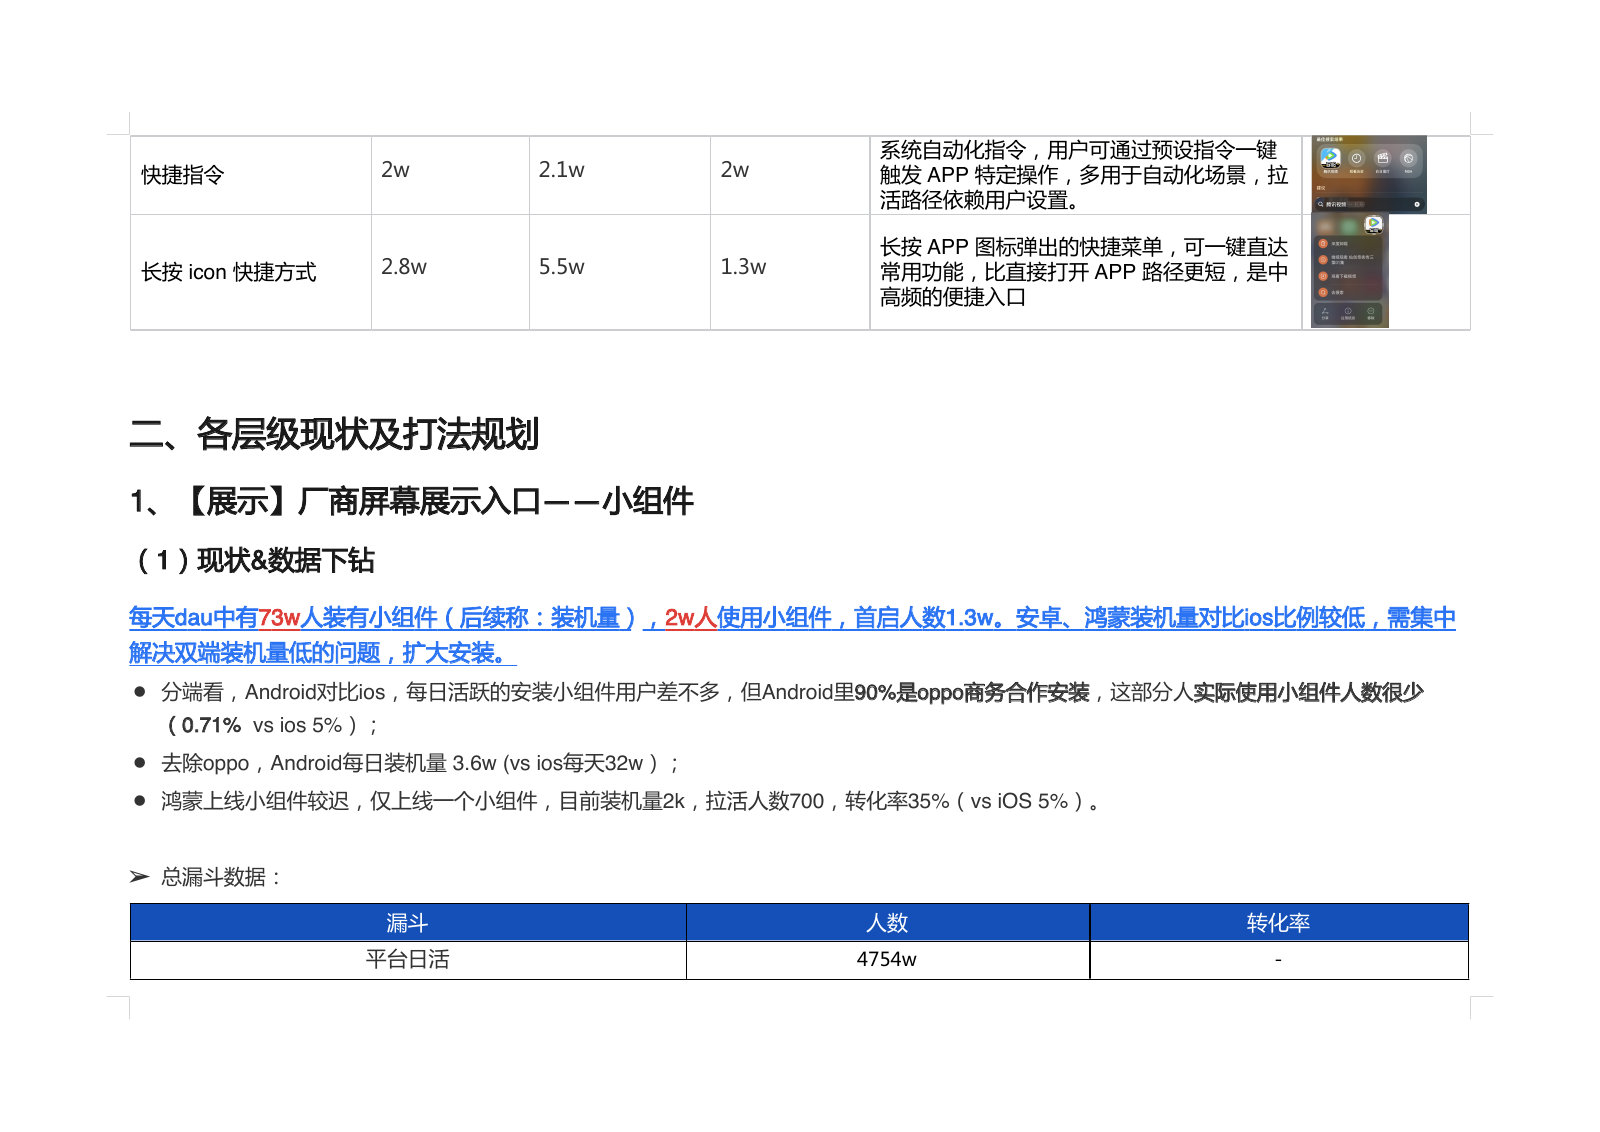 快捷指令
2w
2.1w
2w
系统自动化指令，用户可通过预设指令一键
触发 APP 特定操作，多用于自动化场景，拉
活路径依赖用户设置。
长按 icon 快捷方式
2.8w
5.5w
1.3w
长按 APP 图标弹出的快捷菜单，可一键直达
常用功能，比直接打开 APP 路径更短，是中
高频的便捷入口
二、各层级现状及打法规划
1、【展示】厂商屏幕展示入口——小组件
（1）现状&数据下钻
每天dau中有73w人装有小组件（后续称：装机量），2w人使用小组件，首启人数1.3w。安卓、鸿蒙装机量对比ios比例较低，需集中
解决双端装机量低的问题，扩大安装。
● 分端看，Android对比ios，每日活跃的安装小组件用户差不多，但Android里90%是oppo商务合作安装，这部分人实际使用小组件人数很少
（0.71% vs ios 5%）；
● 去除oppo，Android每日装机量 3.6w (vs ios每天32w）；
● 鸿蒙上线小组件较迟，仅上线一个小组件，目前装机量2k，拉活人数700，转化率35%（vs iOS 5%）。
➢ 总漏斗数据：
漏斗 人数 转化率
平台日活 4754w -